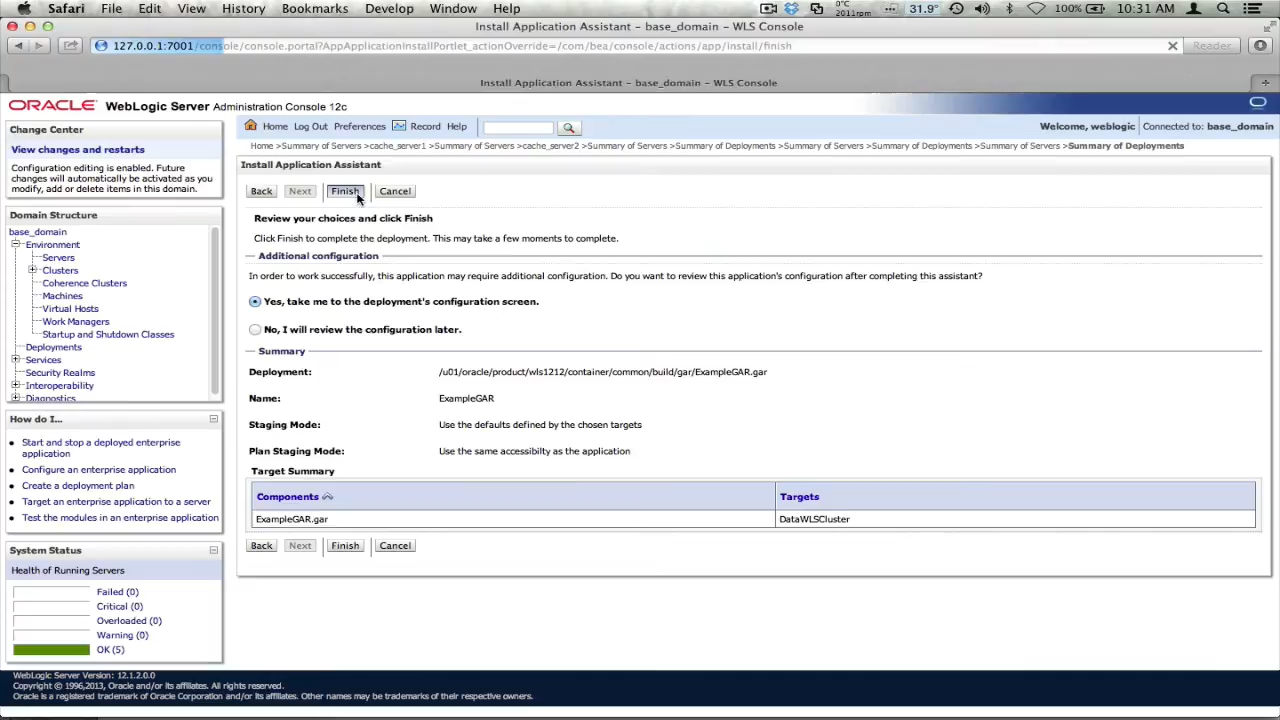 Safari File Edit View History Bookmarks Develop Window Help 0°C 2011rpm 31.9° 100% 10:31 AM
Install Application Assistant – base_domain – WLS Console
127.0.0.1:7001/console/console.portal?AppApplicationInstallPortlet_actionOverride=/com/bea/console/actions/app/install/finish Reader
Install Application Assistant – base_domain – WLS Console
ORACLE WebLogic Server Administration Console 12c
Change Center
View changes and restarts
Configuration editing is enabled. Future
changes will automatically be activated as you
modify, add or delete items in this domain.
Domain Structure
base_domain
Environment
Servers
Clusters
Coherence Clusters
Machines
Virtual Hosts
Work Managers
Startup and Shutdown Classes
Deployments
Services
Security Realms
Interoperability
Diagnostics
How do I...
Start and stop a deployed enterprise
application
Configure an enterprise application
Create a deployment plan
Target an enterprise application to a server
Test the modules in an enterprise application
System Status
Health of Running Servers
Failed (0)
Critical (0)
Overloaded (0)
Warning (0)
OK (5)
Home Log Out Preferences Record Help
Welcome, weblogic Connected to: base_domain
Home >Summary of Servers >cache_server1 >Summary of Servers >cache_server2 >Summary of Servers >Summary of Deployments >Summary of Servers >Summary of Deployments >Summary of Servers >Summary of Deployments
Install Application Assistant
Back Next Finish Cancel
Review your choices and click Finish
Click Finish to complete the deployment. This may take a few moments to complete.
Additional configuration
In order to work successfully, this application may require additional configuration. Do you want to review this application's configuration after completing this assistant?
Yes, take me to the deployment's configuration screen.
No, I will review the configuration later.
Summary
Deployment: /u01/oracle/product/wls1212/container/common/build/gar/ExampleGAR.gar
Name: ExampleGAR
Staging Mode: Use the defaults defined by the chosen targets
Plan Staging Mode: Use the same accessibilty as the application
Target Summary
Components Targets
ExampleGAR.gar DataWLSCluster
Back Next Finish Cancel
WebLogic Server Version: 12.1.2.0.0
Copyright © 1996,2013, Oracle and/or its affiliates. All rights reserved.
Oracle is a registered trademark of Oracle Corporation and/or its affiliates. Other names may be trademarks of their respective owners.